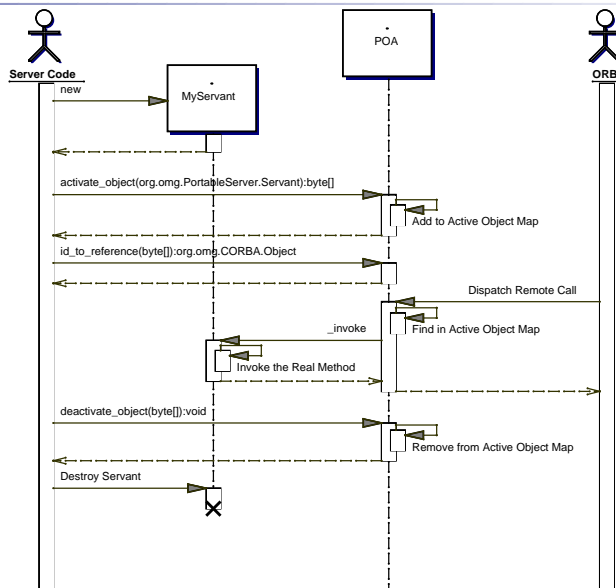 POA
Server Code
ORB
new
MyServant
activate_object(org.omg.PortableServer.Servant):byte[]
Add to Active Object Map
id_to_reference(byte[]):org.omg.CORBA.Object
Dispatch Remote Call
_invoke
Find in Active Object Map
Invoke the Real Method
deactivate_object(byte[]):void
Remove from Active Object Map
Destroy Servant